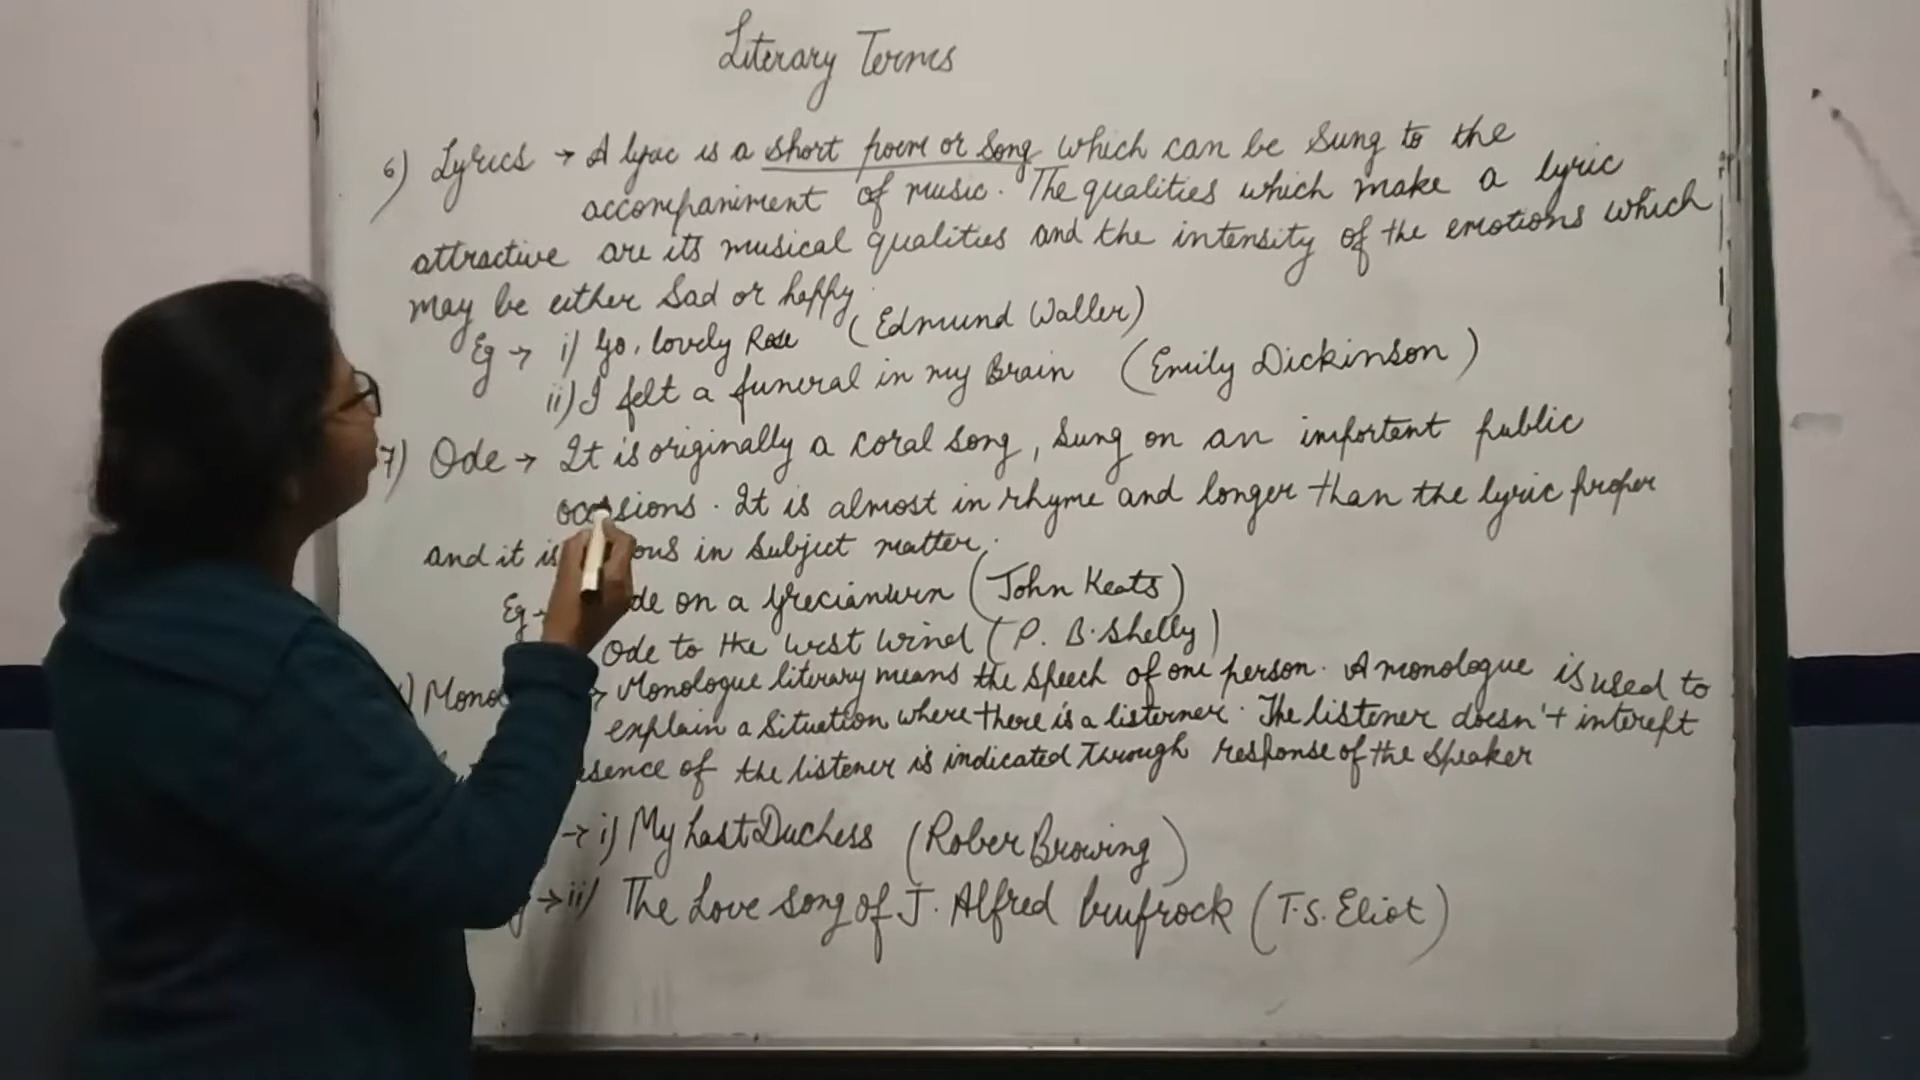 Literary Terms
6) Lyrics → A lyric is a short poem or song which can be sung to the
accompaniment of music. The qualities which make a lyric
attractive are its musical qualities and the intensity of the emotions which
may be either sad or happy.
Eg → i) Go, lovely Rose (Edmund Waller)
ii) I felt a funeral in my Brain (Emily Dickinson)
7) Ode → It is originally a coral song, sung on an importent public
occasions. It is almost in rhyme and longer than the lyric proper
and it is in subject matter.
Eg → on a Grecian urn (John Keats)
Ode to the west wind (P. B. Shelly)
→ Monologue literary means the speech of one person. A monologue is used to
explain a situation where there is a listerner. The listener doesn't interept
of the listener is indicated through response of the speaker
→ i) My Last Duchess (Rober Browing)
→ ii) The Love song of J. Alfred Prufrock (T.S. Eliot)